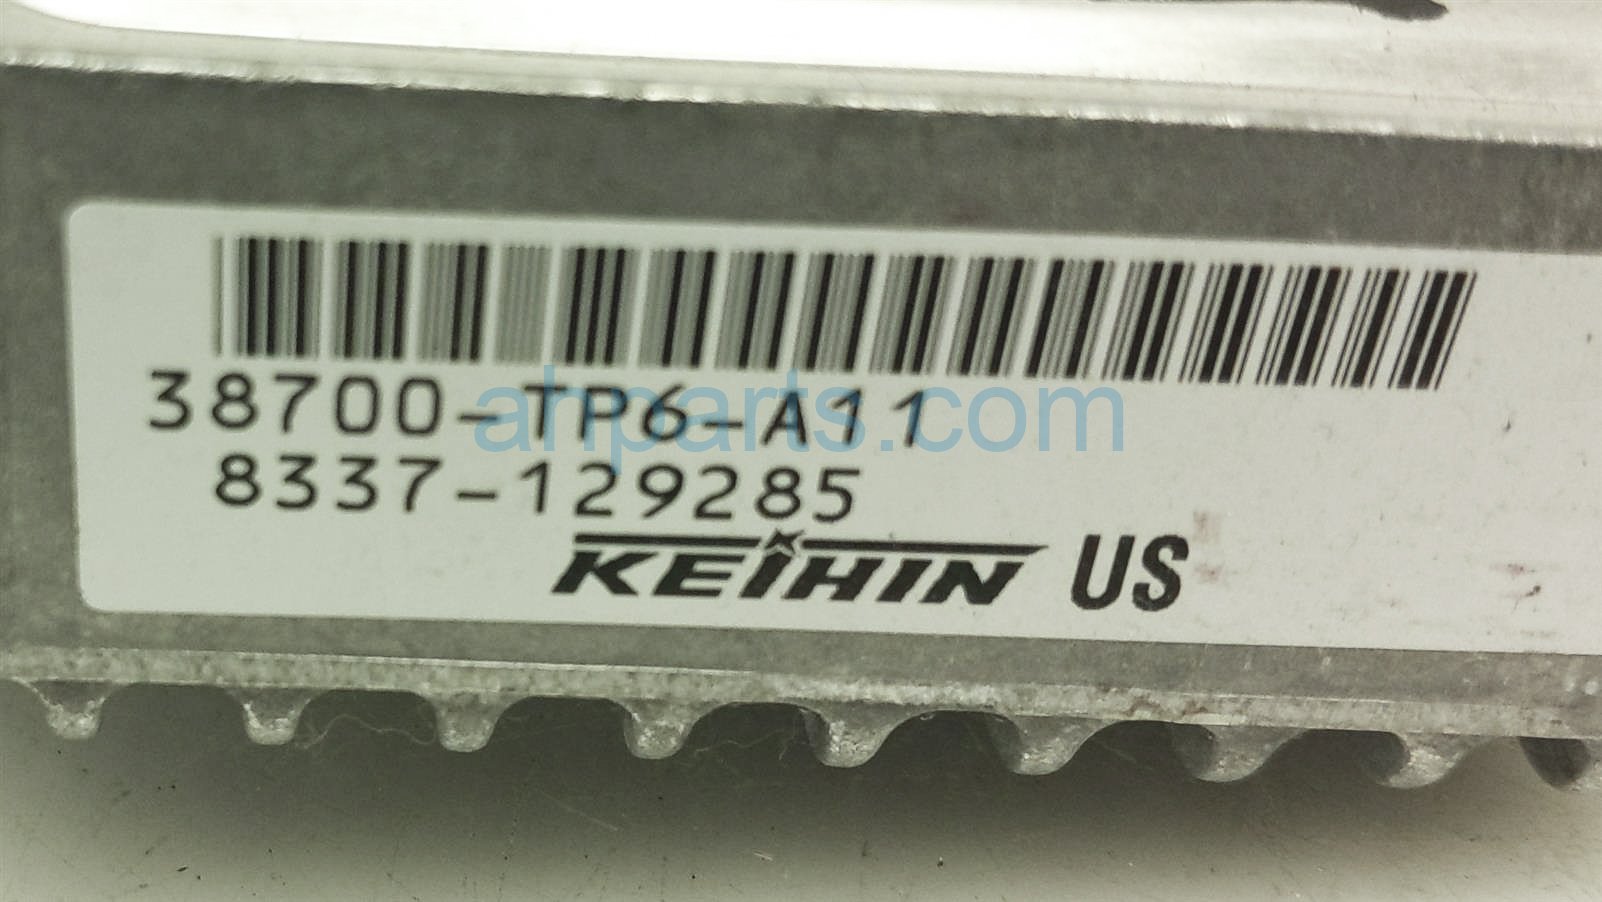 38700-TP6-A11
8337-129285
KEIHIN US
ahparts.com